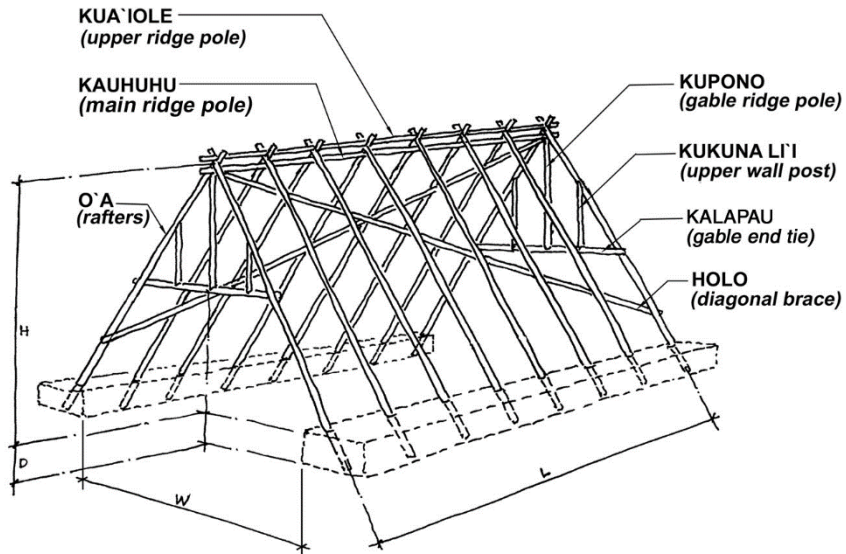 KUA`IOLE
(upper ridge pole)
KAUHUHU
(main ridge pole)
O`A
(rafters)
KUPONO
(gable ridge pole)
KUKUNA LI`I
(upper wall post)
KALAPAU
(gable end tie)
HOLO
(diagonal brace)
H
D
W
L